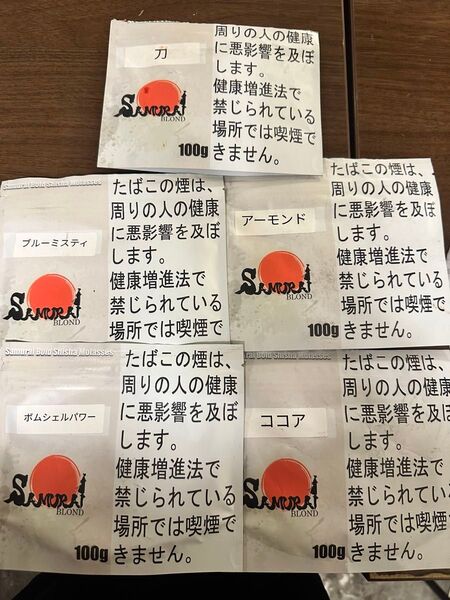 刀
SAMURAI
BLOND
100g
周りの人の健康
に悪影響を及ぼ
します。
健康増進法で
禁じられている
場所では喫煙で
きません。
Samurai Bold Shisha Molasses
ブルーミスティ
SAMURAI
BLOND
たばこの煙は、
周りの人の健康
に悪影響を及ぼ
します。
健康増進法で
禁じられている
場所では喫煙で
アーモンド
SAMURAI
BLOND
100g
たばこの煙は、
周りの人の健康
に悪影響を及ぼ
します。
健康増進法で
禁じられている
場所では喫煙で
きません。
Samurai Bold Shisha Molasses
ボムシェルパワー
SAMURAI
BLOND
100g
たばこの煙は、
周りの人の健康
に悪影響を及ぼ
します。
健康増進法で
禁じられている
場所では喫煙で
きません。
Samurai Bold Shisha Molasses
ココア
SAMURAI
BLOND
100g
たばこの煙は、
周りの人の健康
に悪影響を及ぼ
します。
健康増進法で
禁じられている
場所では喫煙で
きません。